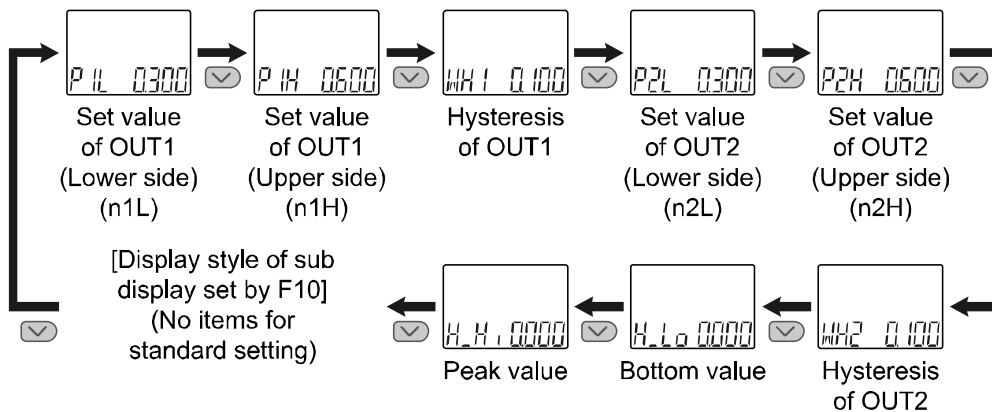 P1L 0.300
P1H 0.600
WH1 0.100
P2L 0.300
P2H 0.600
Set value
of OUT1
(Lower side)
(n1L)
Set value
of OUT1
(Upper side)
(n1H)
Hysteresis
of OUT1
Set value
of OUT2
(Lower side)
(n2L)
Set value
of OUT2
(Upper side)
(n2H)
[Display style of sub
display set by F10]
(No items for
standard setting)
H_Hi 0.000
Peak value
H_Lo 0.000
Bottom value
WH2 0.100
Hysteresis
of OUT2